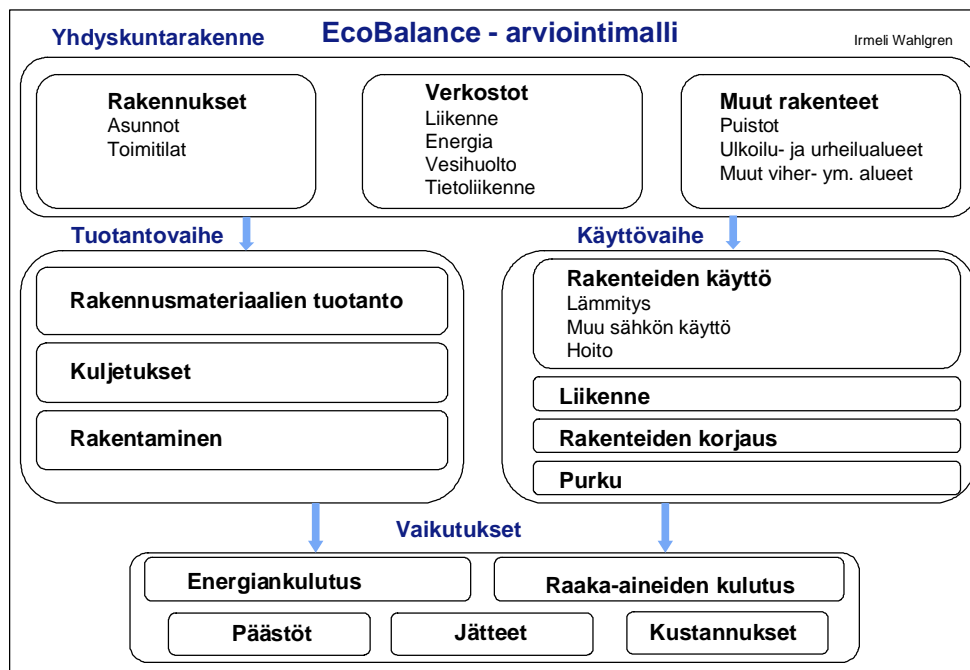 EcoBalance - arviointimalli
Irmeli Wahlgren
Yhdyskuntarakenne
Rakennukset
Asunnot
Toimitilat
Verkostot
Liikenne
Energia
Vesihuolto
Tietoliikenne
Muut rakenteet
Puistot
Ulkoilu- ja urheilualueet
Muut viher- ym. alueet
Tuotantovaihe
Rakennusmateriaalien tuotanto
Kuljetukset
Rakentaminen
Käyttövaihe
Rakenteiden käyttö
Lämmitys
Muu sähkön käyttö
Hoito
Liikenne
Rakenteiden korjaus
Purku
Vaikutukset
Energiankulutus
Raaka-aineiden kulutus
Päästöt
Jätteet
Kustannukset